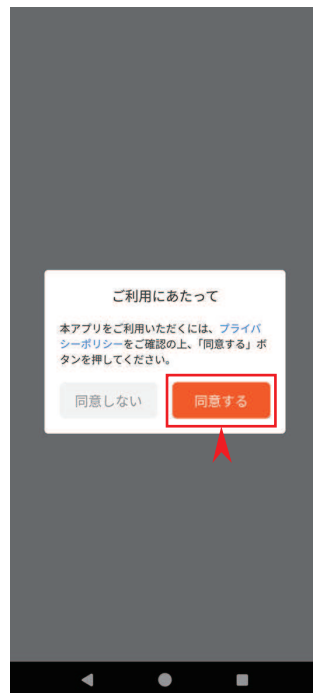 ご利用にあたって
本アプリをご利用いただくには、プライバ
シーポリシーをご確認の上、「同意する」ボ
タンを押してください。
同意しない
同意する